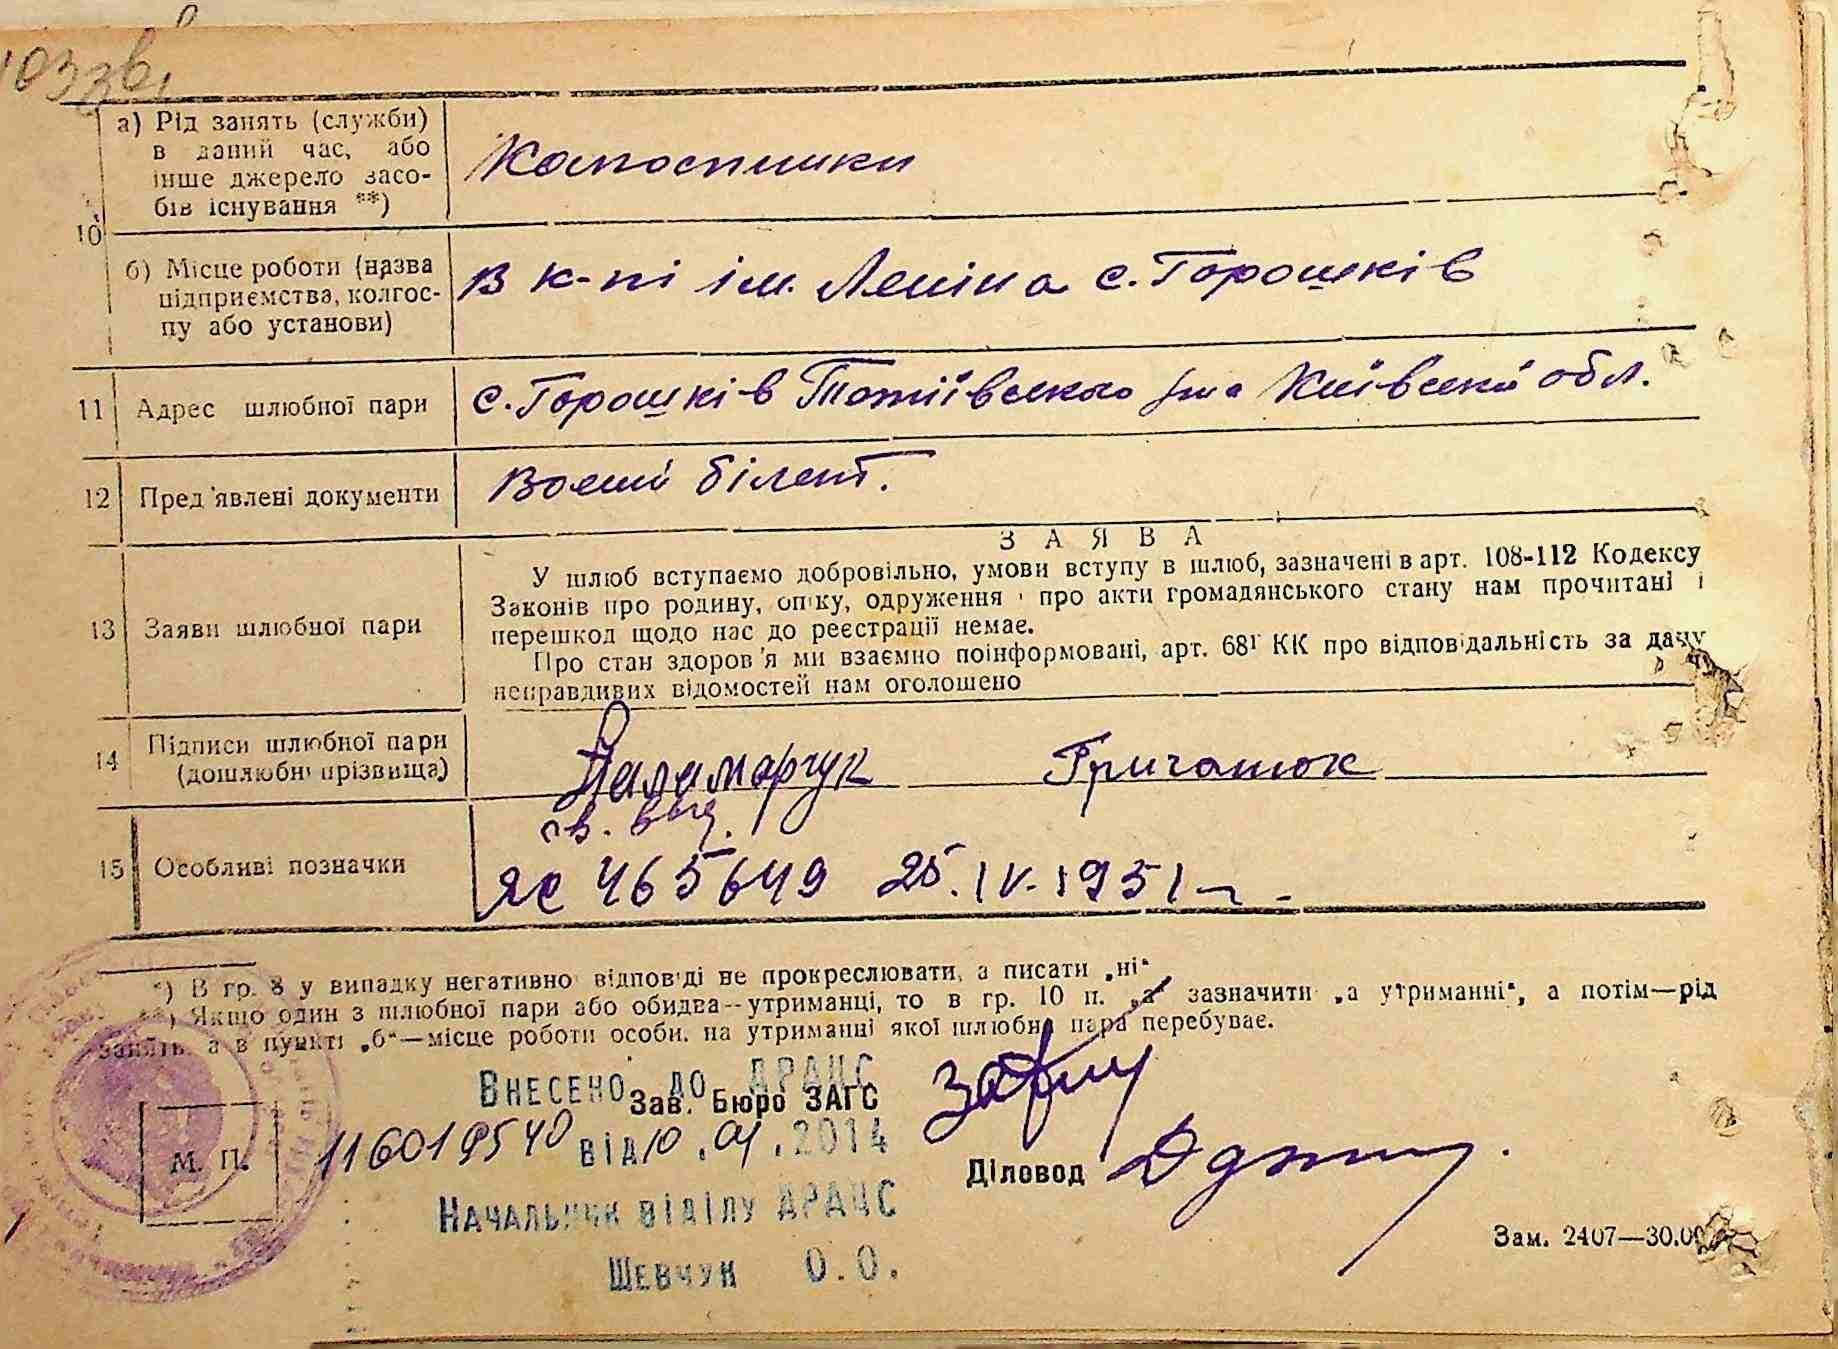 103зв.
10
а) Рід занять (служби)
в даний час, або
інше джерело засо-
бів існування **)
Колгоспники
б) Місце роботи (назва
підприємства, колгос-
пу або установи)
В к-пі ім. Леніна с. Горошків
11 Адрес шлюбної пари
с. Горошків Тетіївського р-на Київської обл.
12 Пред'явлені документи
Воєний білет.
13 Заяви шлюбної пари
ЗАЯВА
У шлюб вступаємо добровільно, умови вступу в шлюб, зазначені в арт. 108-112 Кодексу
Законів про родину, опіку, одруження і про акти громадянського стану нам прочитані і
перешкод щодо нас до реєстрації немає.
Про стан здоров'я ми взаємно поінформовані, арт. 68¹ КК про відповідальність за дачу
неправдивих відомостей нам оголошено
14 Підписи шлюбної пари
(дошлюбні прізвища)
Паламарчук Гричанюк
15 Особливі позначки
св. выд.
ЯС 465649 25.IV.1951 г.
*) В гр. 8 у випадку негативної відповіді не прокреслювати, а писати „ні“
**) Якщо один з шлюбної пари або обидва—утриманці, то в гр. 10 п. „а“ зазначити „а утриманні“, а потім—рід
занять, а в пункті „б“—місце роботи особи, на утриманні якої шлюбна пара перебуває.
Внесено до ДРАЦС
Зав. Бюро ЗАГС
116019540 від 10.01.2014
М. П.
Діловод
Начальник відділу ДРАЦС
Шевчук О.О.
Зам. 2407—30.00